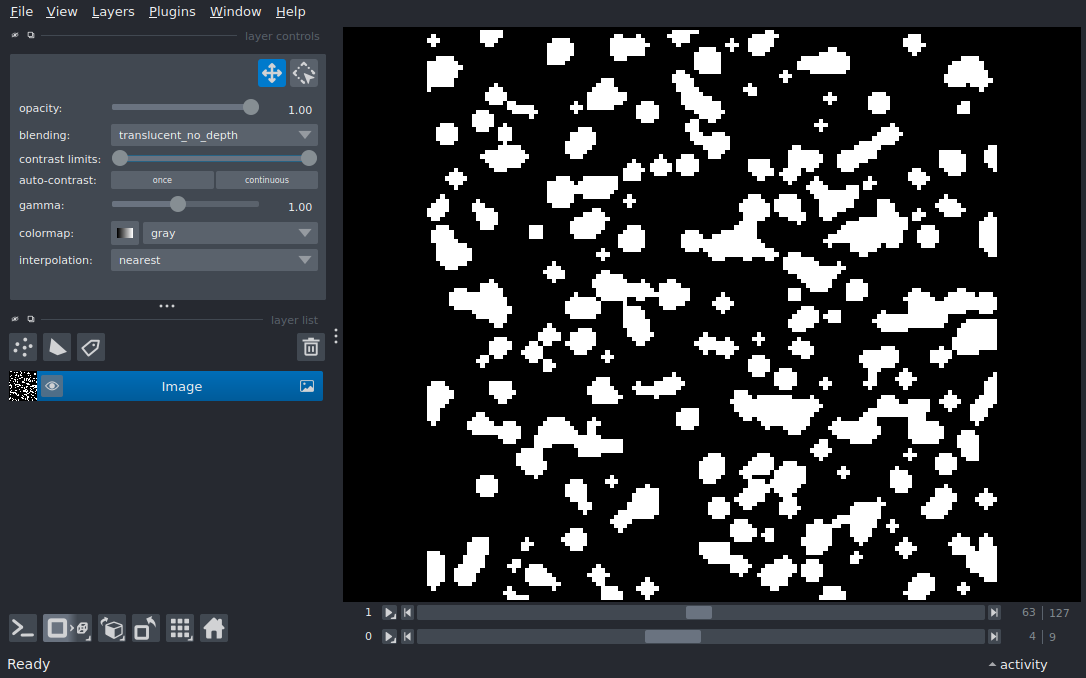 File View Layers Plugins Window Help
layer controls
opacity: 1.00
blending: translucent_no_depth
contrast limits:
auto-contrast: once continuous
gamma: 1.00
colormap: gray
interpolation: nearest
layer list
Image
1 63 | 127
0 4 | 9
Ready activity